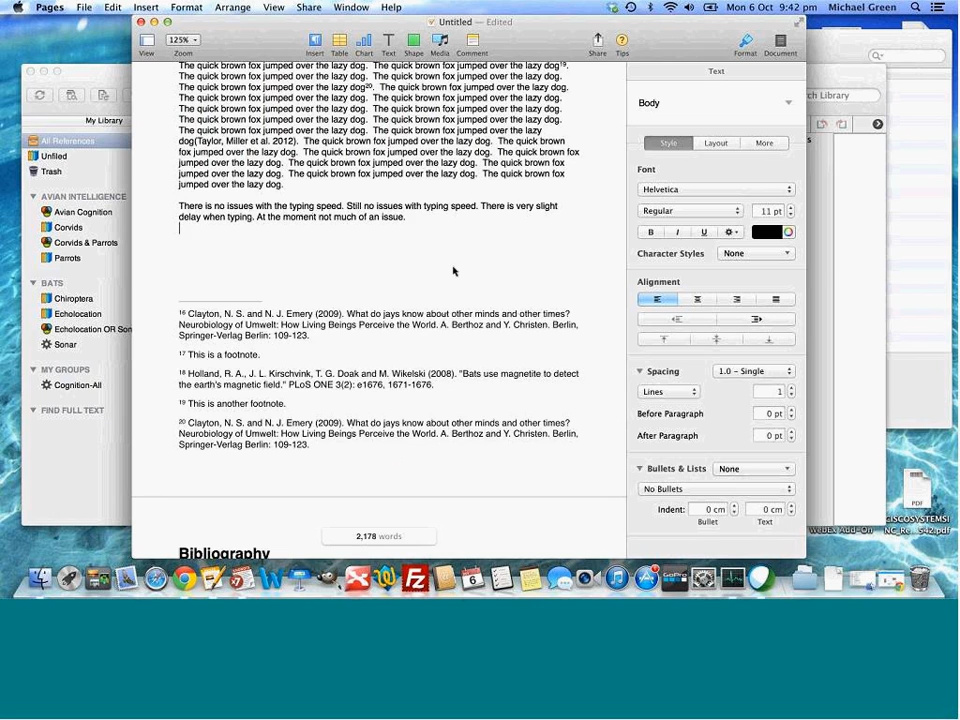 Pages File Edit Insert Format Arrange View Share Window Help Mon 6 Oct 9:42 pm Michael Green
Untitled — Edited
125%
View Zoom Insert Table Chart Text Shape Media Comment Share Tips Format Document
The quick brown fox jumped over the lazy dog. The quick brown fox jumped over the lazy dog¹⁹.
The quick brown fox jumped over the lazy dog. The quick brown fox jumped over the lazy dog.
The quick brown fox jumped over the lazy dog²⁰. The quick brown fox jumped over the lazy dog.
The quick brown fox jumped over the lazy dog. The quick brown fox jumped over the lazy dog.
The quick brown fox jumped over the lazy dog. The quick brown fox jumped over the lazy dog.
The quick brown fox jumped over the lazy dog. The quick brown fox jumped over the lazy dog.
The quick brown fox jumped over the lazy dog. The quick brown fox jumped over the lazy
dog(Taylor, Miller et al. 2012). The quick brown fox jumped over the lazy dog. The quick brown
fox jumped over the lazy dog. The quick brown fox jumped over the lazy dog. The quick brown fox
jumped over the lazy dog. The quick brown fox jumped over the lazy dog. The quick brown fox
jumped over the lazy dog. The quick brown fox jumped over the lazy dog. The quick brown fox
jumped over the lazy dog.
There is no issues with the typing speed. Still no issues with typing speed. There is very slight
delay when typing. At the moment not much of an issue.
¹⁶ Clayton, N. S. and N. J. Emery (2009). What do jays know about other minds and other times?
Neurobiology of Umwelt: How Living Beings Perceive the World. A. Berthoz and Y. Christen. Berlin,
Springer-Verlag Berlin: 109-123.
¹⁷ This is a footnote.
¹⁸ Holland, R. A., J. L. Kirschvink, T. G. Doak and M. Wikelski (2008). "Bats use magnetite to detect
the earth's magnetic field." PLoS ONE 3(2): e1676, 1671-1676.
¹⁹ This is another footnote.
²⁰ Clayton, N. S. and N. J. Emery (2009). What do jays know about other minds and other times?
Neurobiology of Umwelt: How Living Beings Perceive the World. A. Berthoz and Y. Christen. Berlin,
Springer-Verlag Berlin: 109-123.
2,178 words
Bibliography
My Library
All References
Unfiled
Trash
AVIAN INTELLIGENCE
Avian Cognition
Corvids
Corvids & Parrots
Parrots
BATS
Chiroptera
Echolocation
Echolocation OR Son
Sonar
MY GROUPS
Cognition-All
FIND FULL TEXT
Text
Body
Style Layout More
Font
Helvetica
Regular 11 pt
B I U
Character Styles None
Alignment
Spacing 1.0 - Single
Lines 1
Before Paragraph 0 pt
After Paragraph 0 pt
Bullets & Lists None
No Bullets
Indent: 0 cm 0 cm
Bullet Text
ch Library
PDF
WebEx Add-On
6